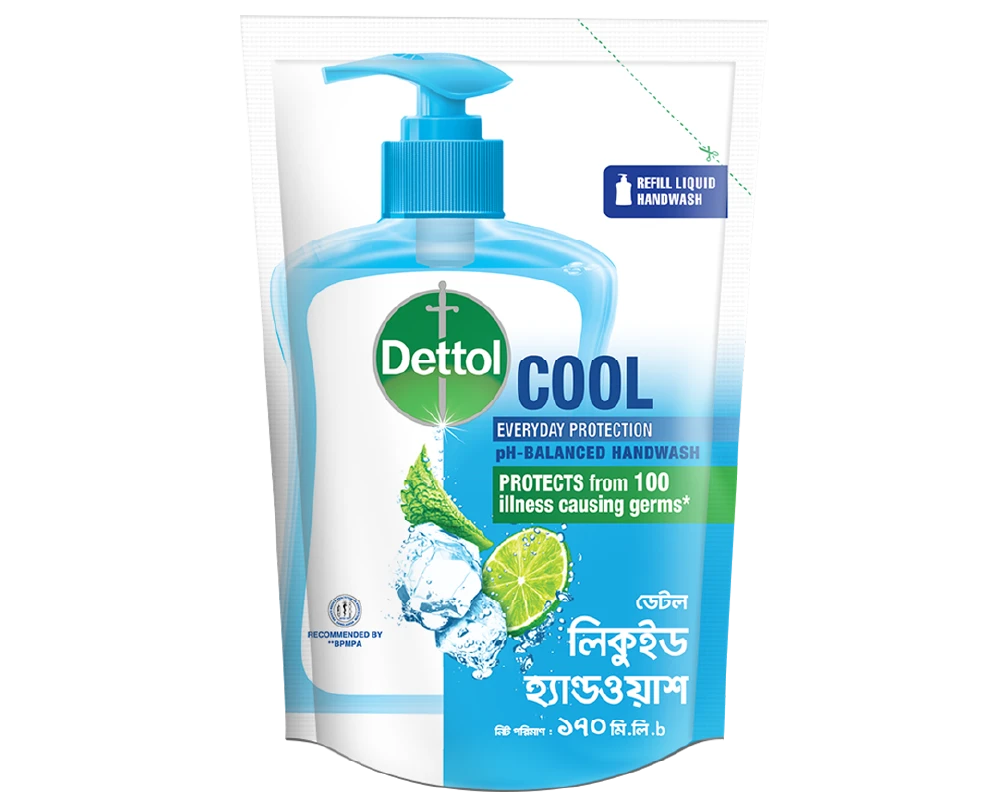 REFILL LIQUID
HANDWASH
Dettol
COOL
EVERYDAY PROTECTION
pH-BALANCED HANDWASH
PROTECTS from 100
illness causing germs*
RECOMMENDED BY
**BPMPA
ডেটল
লিকুইড
হ্যান্ডওয়াশ
নিট পরিমাণ : ১৭০ মি.লি.b